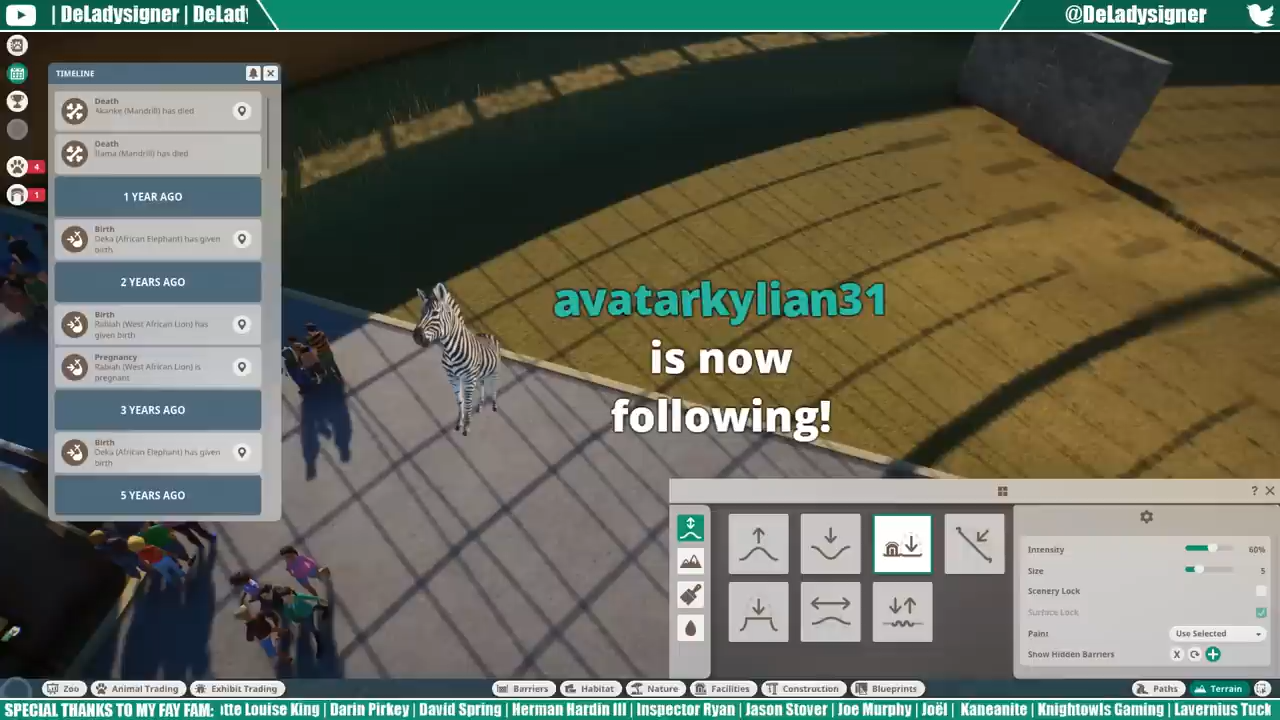 | DeLadysigner | DeLady
@DeLadysigner
TIMELINE
Death
(Mandrill) has died
Death
(Mandrill) has died
1 YEAR AGO
Birth
Deka (African Elephant) has given
birth
2 YEARS AGO
Birth
Rabiah (West African Lion) has
given birth
Pregnancy
Rabiah (West African Lion) is
pregnant
3 YEARS AGO
Birth
Deka (African Elephant) has given
birth
5 YEARS AGO
4
1
avatarkylian31
is now
following!
?
Intensity 60%
Size 5
Scenery Lock
Surface Lock
Paint Use Selected
Show Hidden Barriers X
Zoo Animal Trading Exhibit Trading Barriers Habitat Nature Facilities Construction Blueprints Paths Terrain
SPECIAL THANKS TO MY FAY FAM: tte Louise King | Darin Pirkey | David Spring | Herman Hardin III | Inspector Ryan | Jason Stover | Joe Murphy | Joël | Kaneanite | Knightowls Gaming | Lavernius Tuck